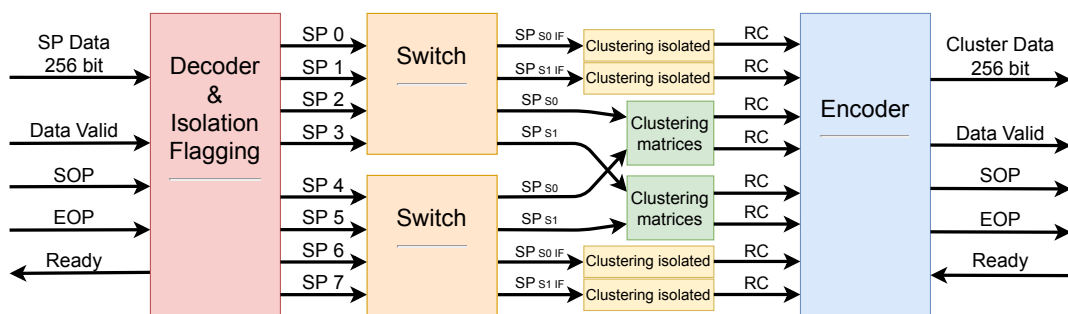 SP Data
256 bit
Data Valid
SOP
EOP
Ready
Decoder
&
Isolation
Flagging
SP 0
SP 1
SP 2
SP 3
SP 4
SP 5
SP 6
SP 7
Switch
Switch
SP S0 IF
SP S1 IF
SP S0
SP S1
SP S0
SP S1
SP S0 IF
SP S1 IF
Clustering isolated
Clustering isolated
Clustering
matrices
Clustering
matrices
Clustering isolated
Clustering isolated
RC
RC
RC
RC
RC
RC
RC
RC
Encoder
Cluster Data
256 bit
Data Valid
SOP
EOP
Ready